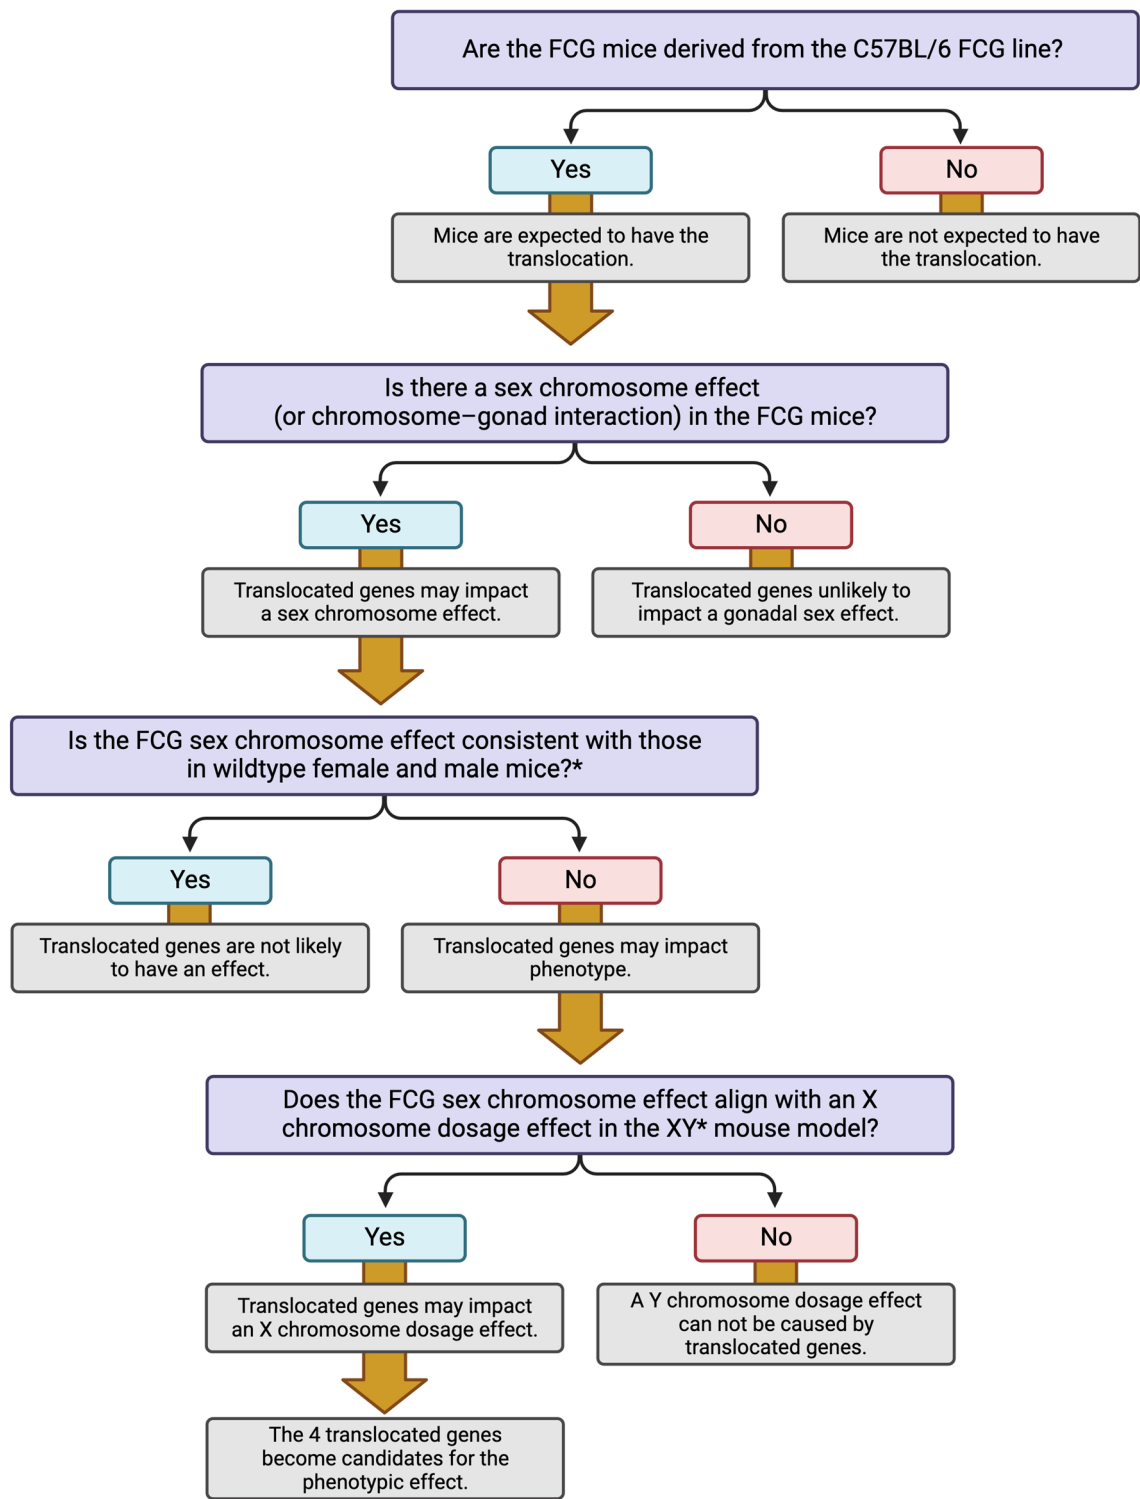 Are the FCG mice derived from the C57BL/6 FCG line?
Yes
No
Mice are expected to have the
translocation.
Mice are not expected to have
the translocation.
Is there a sex chromosome effect
(or chromosome–gonad interaction) in the FCG mice?
Yes
No
Translocated genes may impact
a sex chromosome effect.
Translocated genes unlikely to
impact a gonadal sex effect.
Is the FCG sex chromosome effect consistent with those
in wildtype female and male mice?*
Yes
No
Translocated genes are not likely
to have an effect.
Translocated genes may impact
phenotype.
Does the FCG sex chromosome effect align with an X
chromosome dosage effect in the XY* mouse model?
Yes
No
Translocated genes may impact
an X chromosome dosage effect.
A Y chromosome dosage effect
can not be caused by
translocated genes.
The 4 translocated genes
become candidates for the
phenotypic effect.